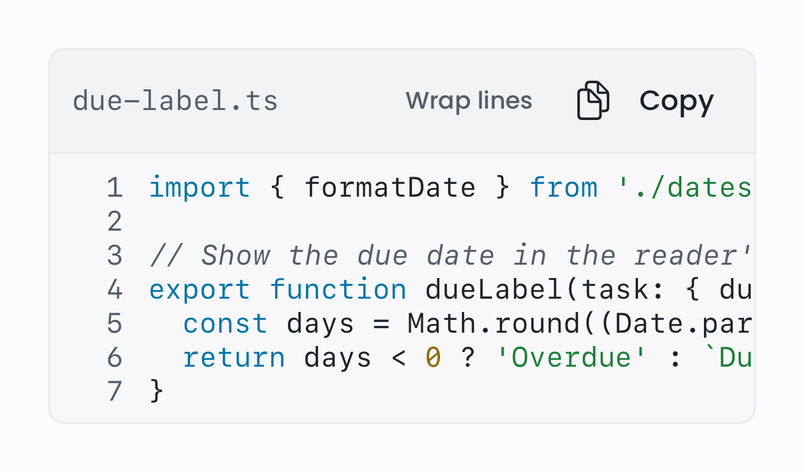 due-label.ts Wrap lines Copy
1 import { formatDate } from './dates
2
3 // Show the due date in the reader'
4 export function dueLabel(task: { du
5   const days = Math.round((Date.par
6   return days < 0 ? 'Overdue' : `Du
7 }